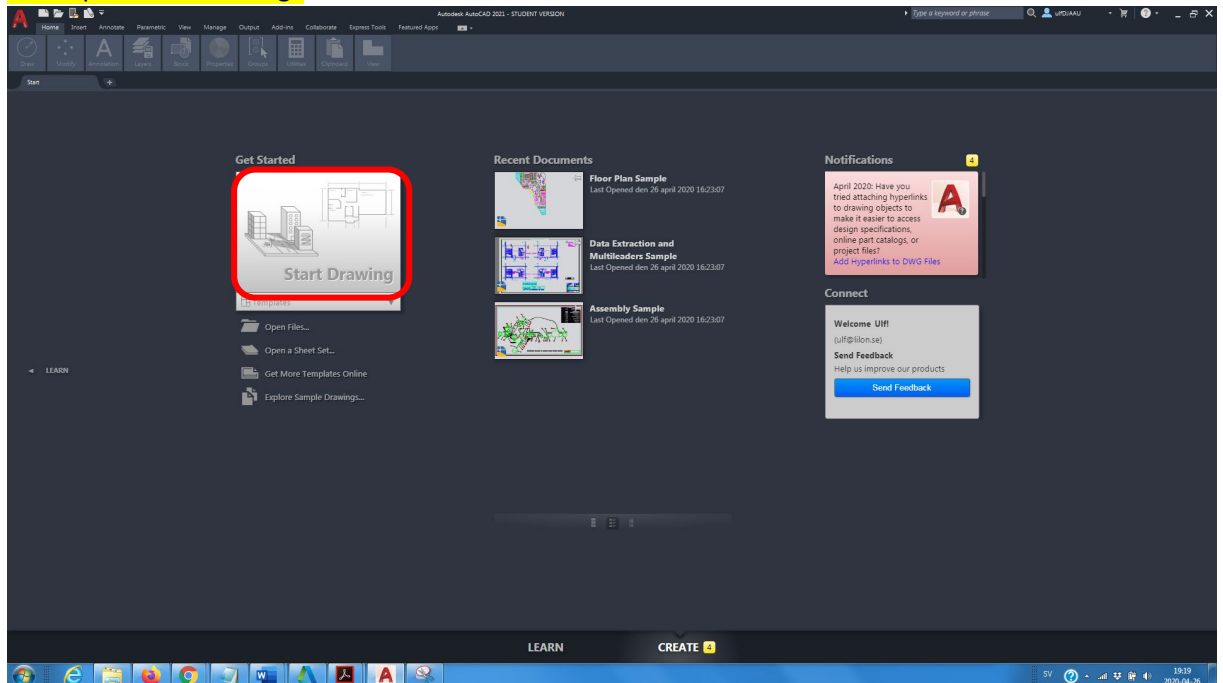 Autodesk AutoCAD 2021 - STUDENT VERSION
Type a keyword or phrase
Home Insert Annotate Parametric View Manage Output Add-ins Collaborate Express Tools Featured Apps
Draw Modify Annotation Layers Block Properties Groups Utilities Clipboard View
Start
Get Started
Start Drawing
Templates
Open Files...
Open a Sheet Set...
Get More Templates Online
Explore Sample Drawings...
◄ LEARN
Recent Documents
Floor Plan Sample
Last Opened den 26 april 2020 16:23:07
Data Extraction and
Multileaders Sample
Last Opened den 26 april 2020 16:23:07
Assembly Sample
Last Opened den 26 april 2020 16:23:07
Notifications 4
April 2020: Have you
tried attaching hyperlinks
to drawing objects to
make it easier to access
design specifications,
online part catalogs, or
project files?
Add Hyperlinks to DWG Files
Connect
Welcome Ulf!
(ulf@lilon.se)
Send Feedback
Help us improve our products
Send Feedback
LEARN CREATE 4
SV 19:19
2020-04-26